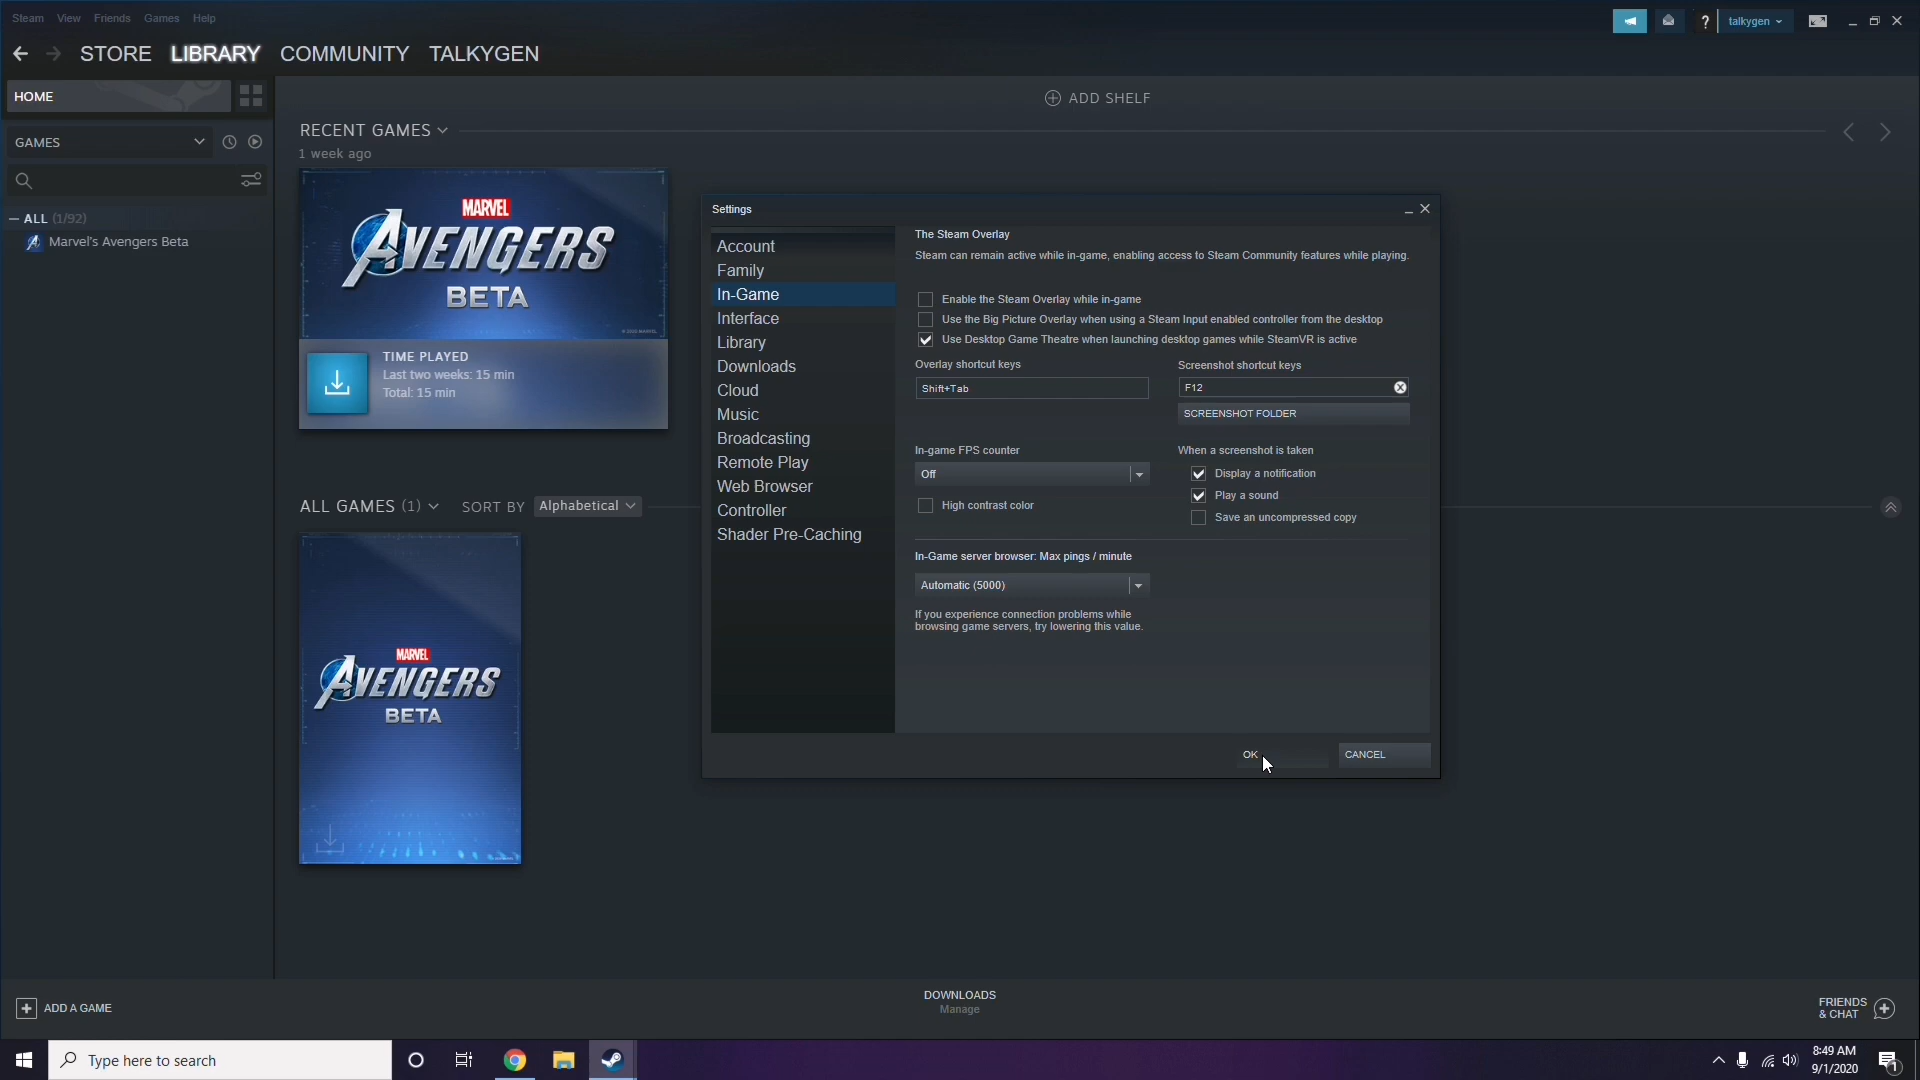 Steam View Friends Games Help
talkygen
STORE LIBRARY COMMUNITY TALKYGEN
HOME
ADD SHELF
GAMES
RECENT GAMES
1 week ago
ALL (1/92)
Marvel's Avengers Beta
MARVEL
AVENGERS
BETA
TIME PLAYED
Last two weeks: 15 min
Total: 15 min
ALL GAMES (1) SORT BY Alphabetical
MARVEL
AVENGERS
BETA
Settings
Account
Family
In-Game
Interface
Library
Downloads
Cloud
Music
Broadcasting
Remote Play
Web Browser
Controller
Shader Pre-Caching
The Steam Overlay
Steam can remain active while in-game, enabling access to Steam Community features while playing.
Enable the Steam Overlay while in-game
Use the Big Picture Overlay when using a Steam Input enabled controller from the desktop
Use Desktop Game Theatre when launching desktop games while SteamVR is active
Overlay shortcut keys
Shift+Tab
Screenshot shortcut keys
F12
SCREENSHOT FOLDER
In-game FPS counter
Off
High contrast color
When a screenshot is taken
Display a notification
Play a sound
Save an uncompressed copy
In-Game server browser: Max pings / minute
Automatic (5000)
If you experience connection problems while
browsing game servers, try lowering this value.
OK
CANCEL
ADD A GAME
DOWNLOADS
Manage
FRIENDS
& CHAT
Type here to search
8:49 AM
9/1/2020
1